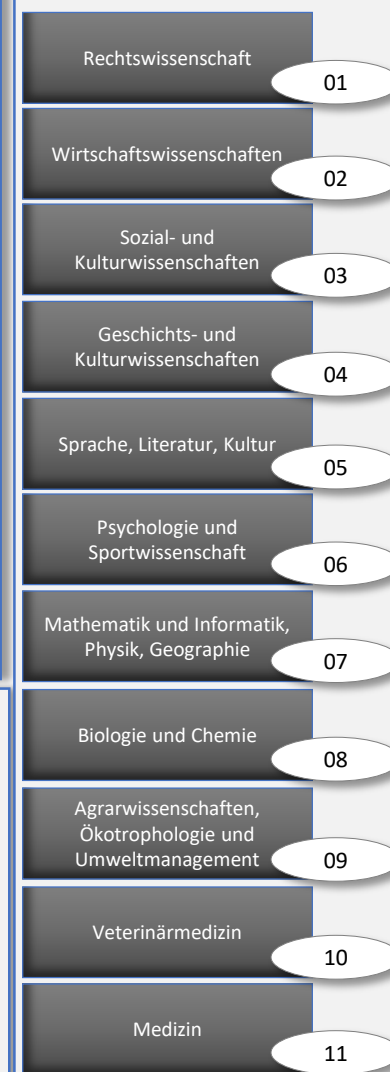 Rechtswissenschaft
01
Wirtschaftswissenschaften
02
Sozial- und
Kulturwissenschaften
03
Geschichts- und
Kulturwissenschaften
04
Sprache, Literatur, Kultur
05
Psychologie und
Sportwissenschaft
06
Mathematik und Informatik,
Physik, Geographie
07
Biologie und Chemie
08
Agrarwissenschaften,
Ökotrophologie und
Umweltmanagement
09
Veterinärmedizin
10
Medizin
11